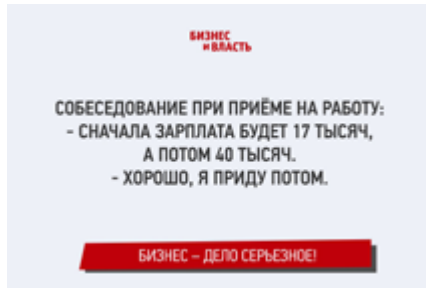 БИЗНЕС
и ВЛАСТЬ
СОБЕСЕДОВАНИЕ ПРИ ПРИЁМЕ НА РАБОТУ:
- СНАЧАЛА ЗАРПЛАТА БУДЕТ 17 ТЫСЯЧ,
А ПОТОМ 40 ТЫСЯЧ.
- ХОРОШО, Я ПРИДУ ПОТОМ.
БИЗНЕС – ДЕЛО СЕРЬЕЗНОЕ!